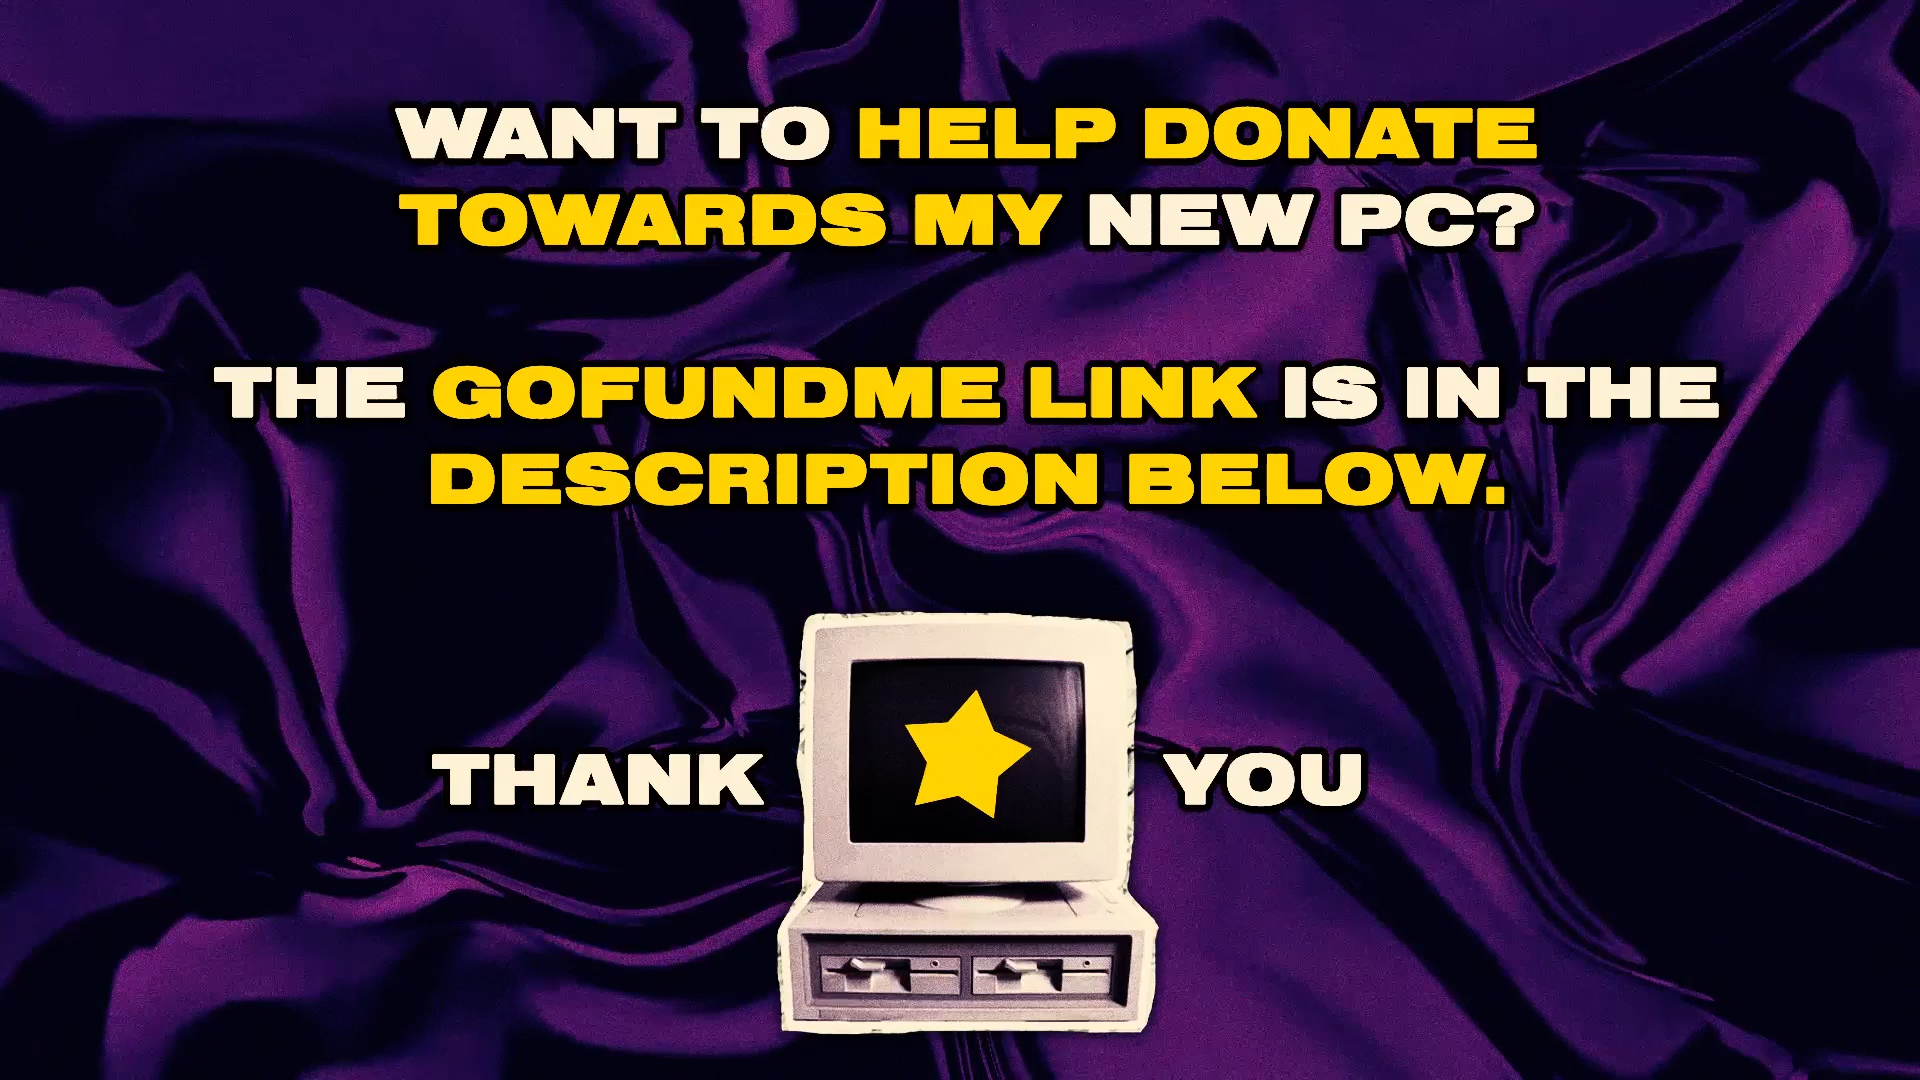 WANT TO HELP DONATE
TOWARDS MY NEW PC?
THE GOFUNDME LINK IS IN THE
DESCRIPTION BELOW.
THANK YOU